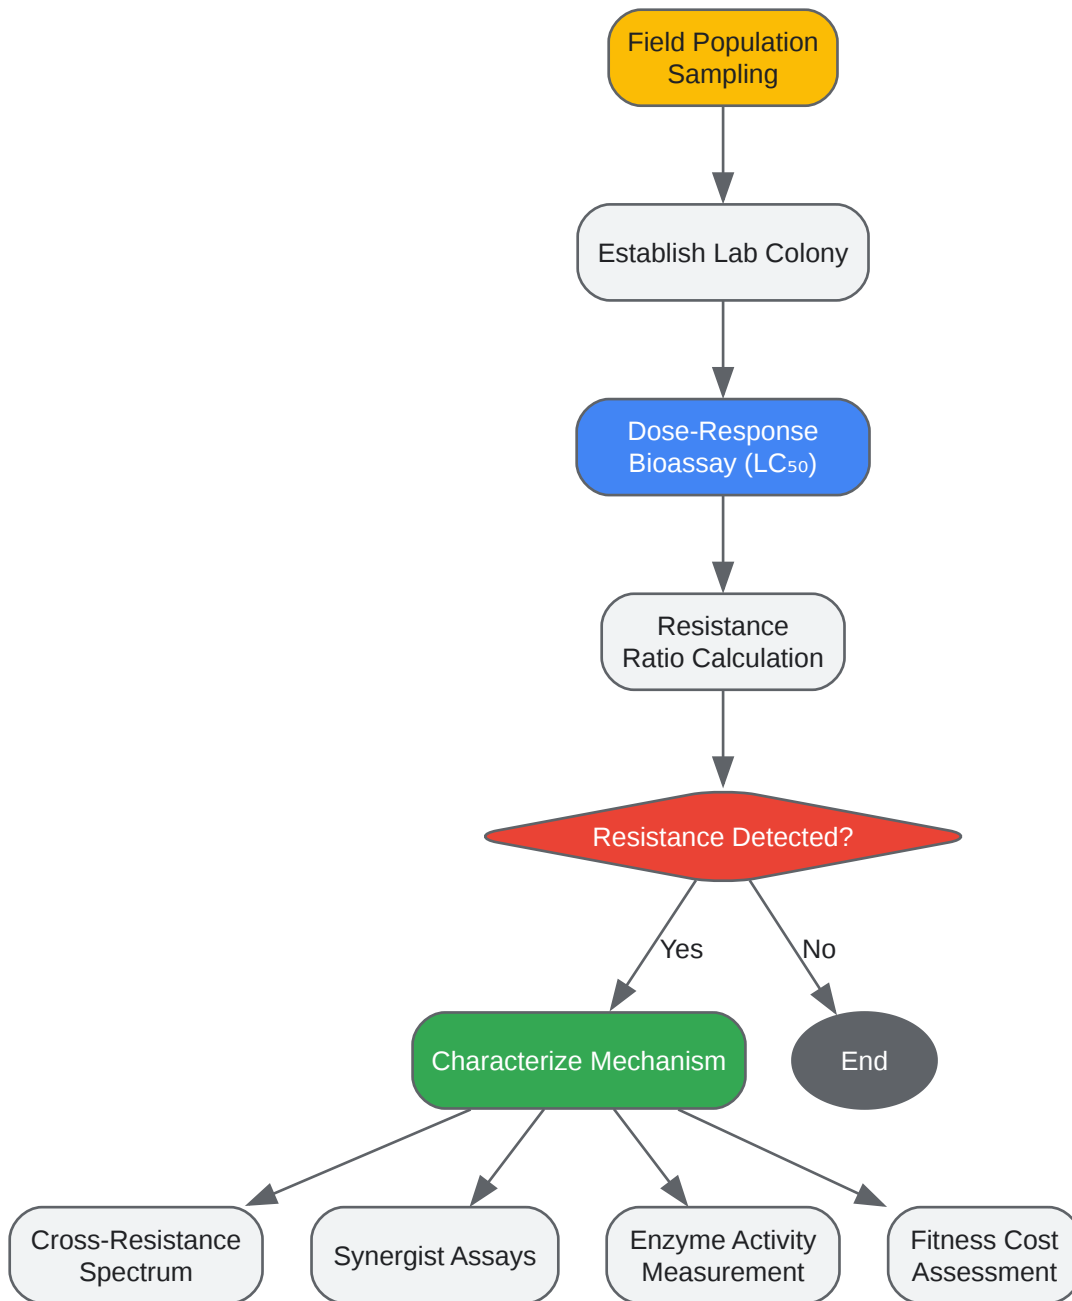 Field Population
Sampling
Establish Lab Colony
Dose-Response
Bioassay (LC₅₀)
Resistance
Ratio Calculation
Resistance Detected?
Yes
No
Characterize Mechanism
End
Cross-Resistance
Spectrum
Synergist Assays
Enzyme Activity
Measurement
Fitness Cost
Assessment